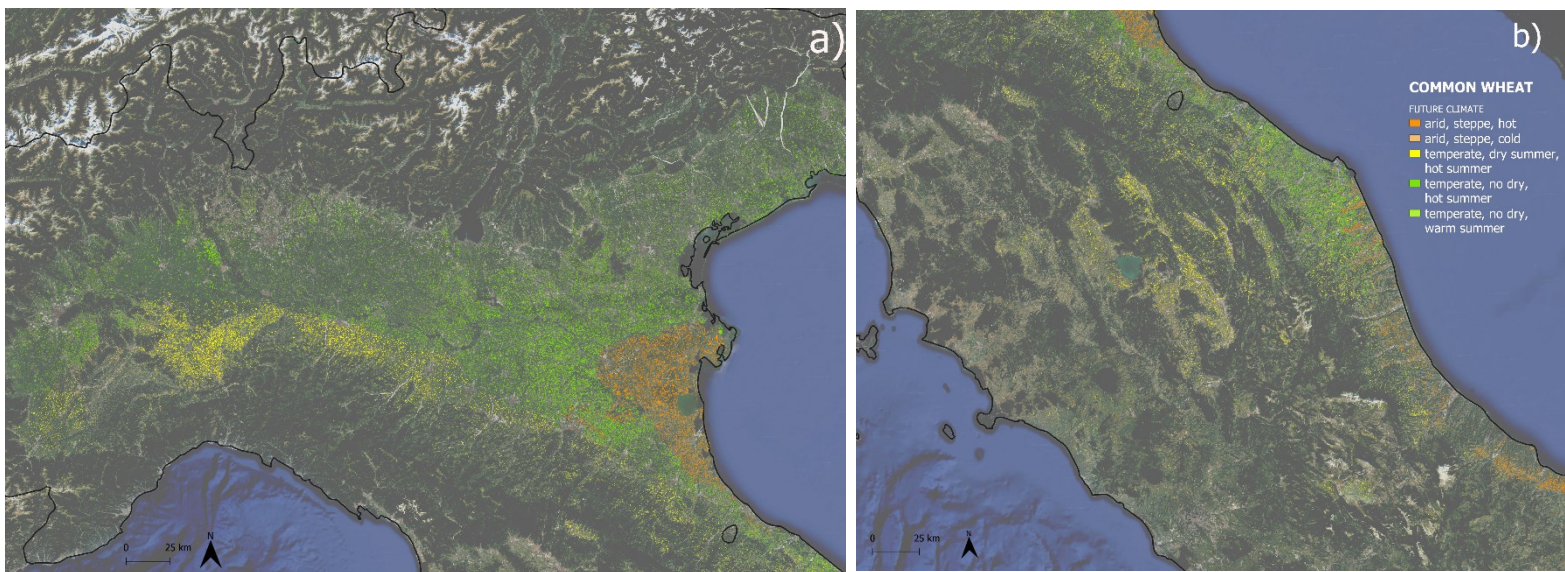 a)
N
0 25 km
b)
COMMON WHEAT
FUTURE CLIMATE
arid, steppe, hot
arid, steppe, cold
temperate, dry summer,
hot summer
temperate, no dry,
hot summer
temperate, no dry,
warm summer
N
0 25 km